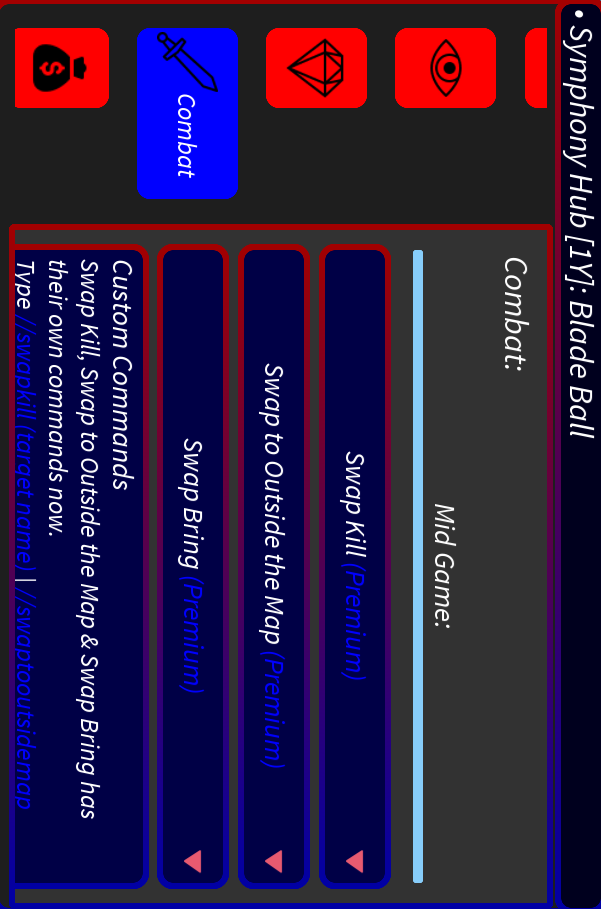 • Symphony Hub [1Y]: Blade Ball
Combat
Combat:
Mid Game:
Swap Kill (Premium)
Swap to Outside the Map (Premium)
Swap Bring (Premium)
Custom Commands
Swap Kill, Swap to Outside the Map & Swap Bring has
their own commands now.
Type //swapkill (target name) | //swaptooutsidemap